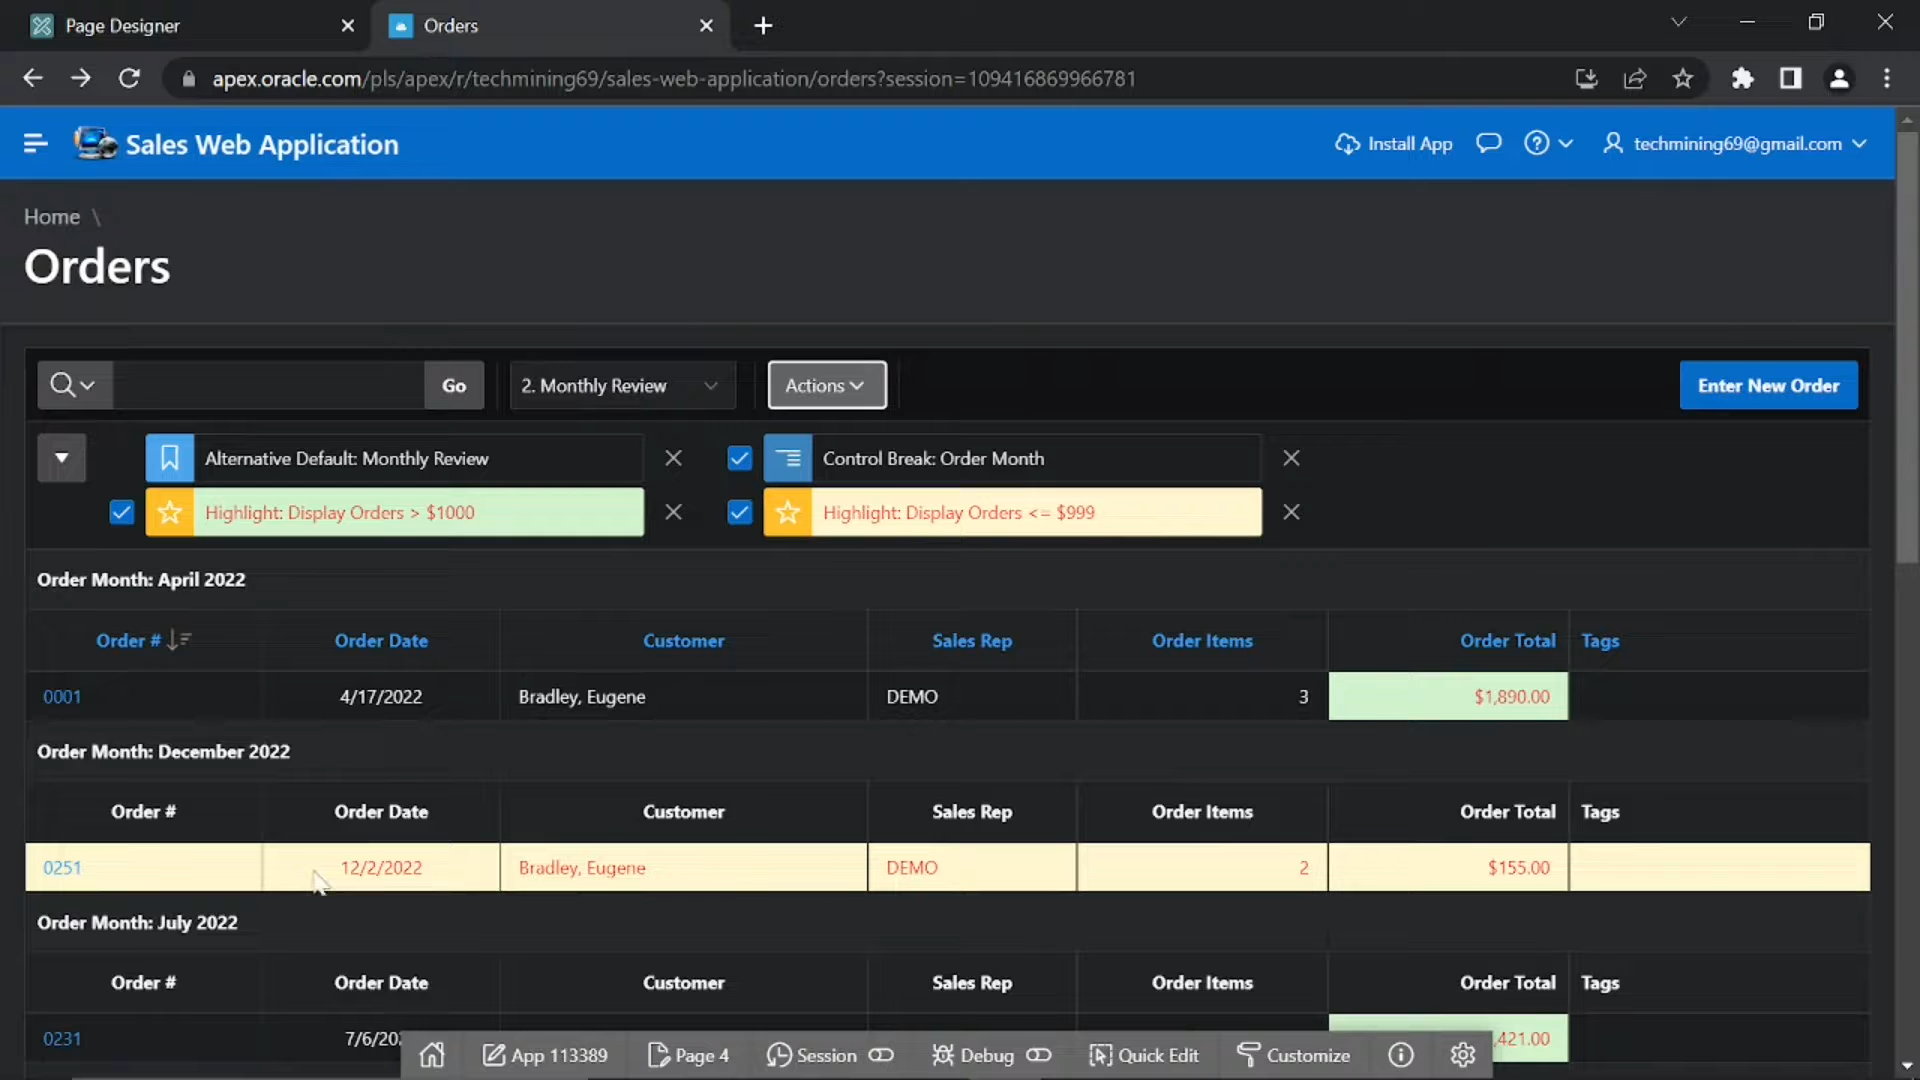 Page Designer
Orders
apex.oracle.com/pls/apex/r/techmining69/sales-web-application/orders?session=109416869966781
Sales Web Application
Install App
techmining69@gmail.com
Home \
Orders
Go
2. Monthly Review
Actions
Enter New Order
Alternative Default: Monthly Review
Control Break: Order Month
Highlight: Display Orders > $1000
Highlight: Display Orders <= $999
Order Month: April 2022
Order # Order Date Customer Sales Rep Order Items Order Total Tags
0001 4/17/2022 Bradley, Eugene DEMO 3 $1,890.00
Order Month: December 2022
Order # Order Date Customer Sales Rep Order Items Order Total Tags
0251 12/2/2022 Bradley, Eugene DEMO 2 $155.00
Order Month: July 2022
Order # Order Date Customer Sales Rep Order Items Order Total Tags
0231 7/6/20 ,421.00
App 113389 Page 4 Session Debug Quick Edit Customize